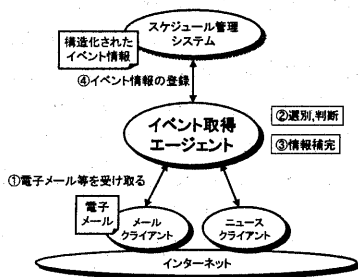 スケジュール管理
システム
構造化された
イベント情報
④イベント情報の登録
イベント取得
エージェント
②選別,判断
③情報補完
①電子メール等を受け取る
電子
メール
メール
クライアント
ニュース
クライアント
インターネット